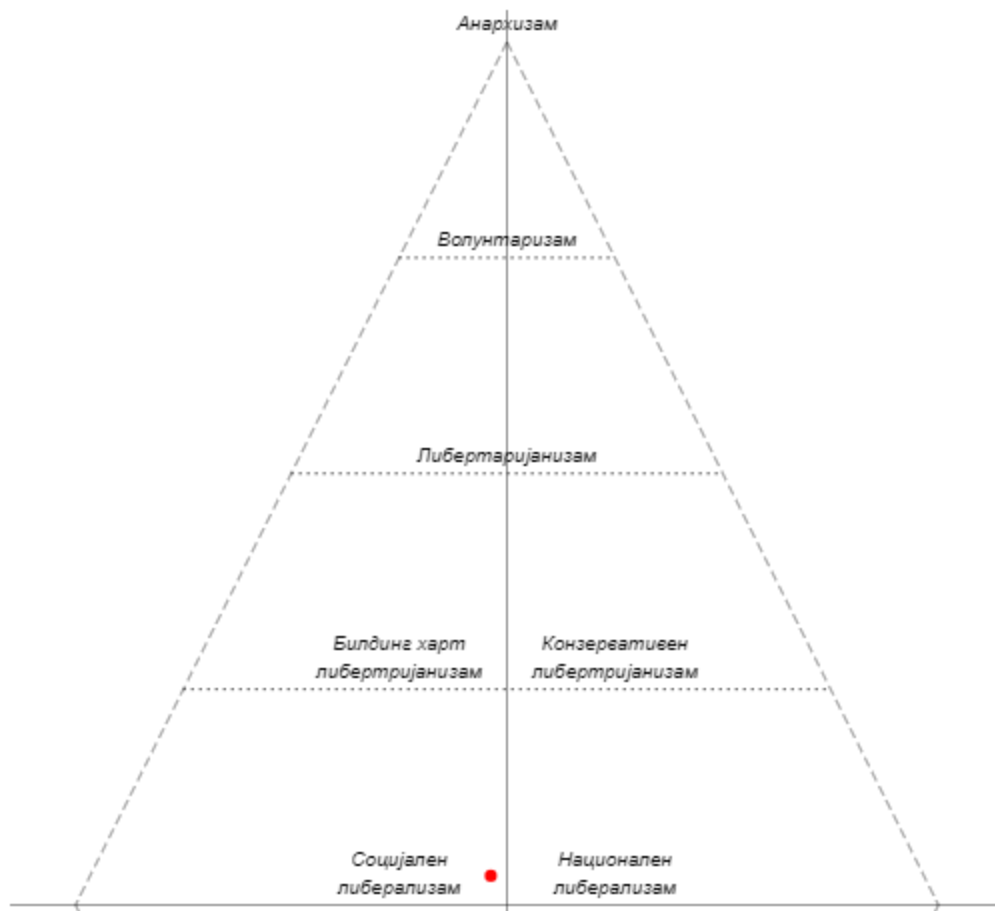 Анархизам
Волунтаризам
Либертаријанизам
Билдинг харт
либертријанизам
Конзервативен
либертријанизам
Социјален
либерализам
Национален
либерализам